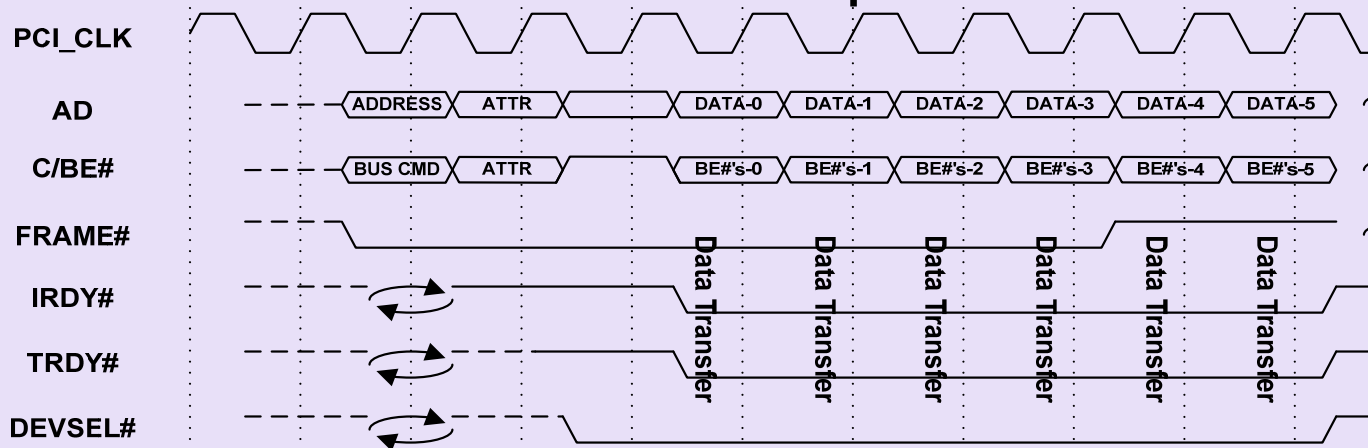 PCI_CLK
AD ADDRESS ATTR DATA-0 DATA-1 DATA-2 DATA-3 DATA-4 DATA-5
C/BE# BUS CMD ATTR BE#'s-0 BE#'s-1 BE#'s-2 BE#'s-3 BE#'s-4 BE#'s-5
FRAME#
IRDY#
TRDY#
DEVSEL#
Data Transfer
Data Transfer
Data Transfer
Data Transfer
Data Transfer
Data Transfer